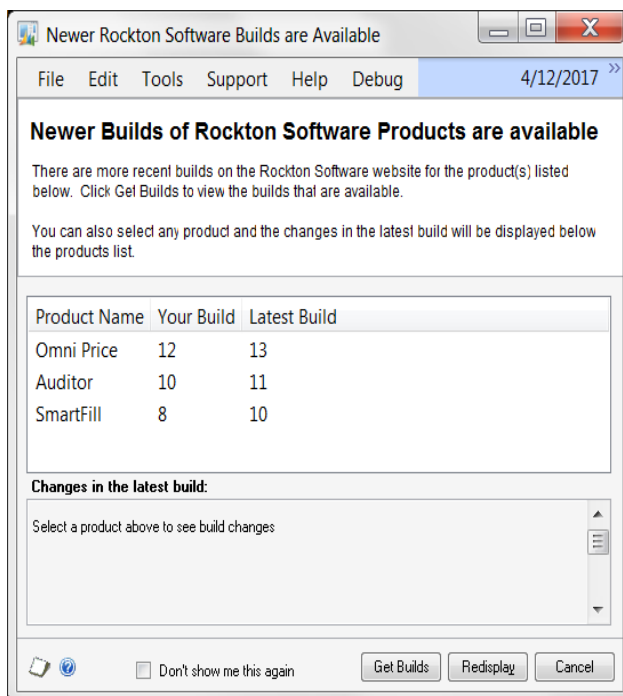 Newer Rockton Software Builds are Available
File Edit Tools Support Help Debug 4/12/2017 »
Newer Builds of Rockton Software Products are available
There are more recent builds on the Rockton Software website for the product(s) listed
below. Click Get Builds to view the builds that are available.
You can also select any product and the changes in the latest build will be displayed below
the products list.
Product Name Your Build Latest Build
Omni Price 12 13
Auditor 10 11
SmartFill 8 10
Changes in the latest build:
Select a product above to see build changes
Don't show me this again Get Builds Redisplay Cancel